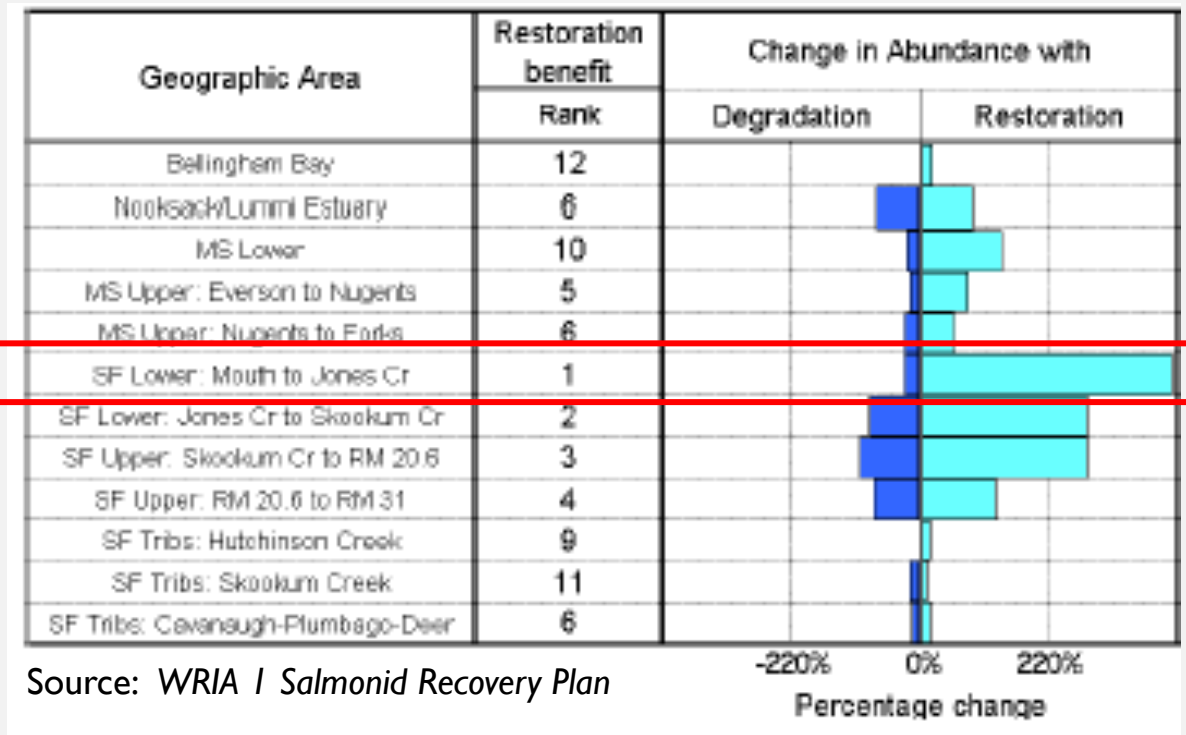 Geographic Area
Restoration benefit
Rank
Change in Abundance with
Degradation Restoration
Bellingham Bay 12
Nooksack/Lummi Estuary 6
MS Lower 10
MS Upper: Everson to Nugents 5
MS Upper: Nugents to Forks 6
SF Lower: Mouth to Jones Cr 1
SF Lower: Jones Cr to Skookum Cr 2
SF Upper: Skookum Cr to RM 20.6 3
SF Upper: RM 20.6 to RM 31 4
SF Tribs: Hutchinson Creek 9
SF Tribs: Skookum Creek 11
SF Tribs: Cavanaugh-Plumbago-Deer 6
-220% 0% 220%
Percentage change
Source: WRIA 1 Salmonid Recovery Plan